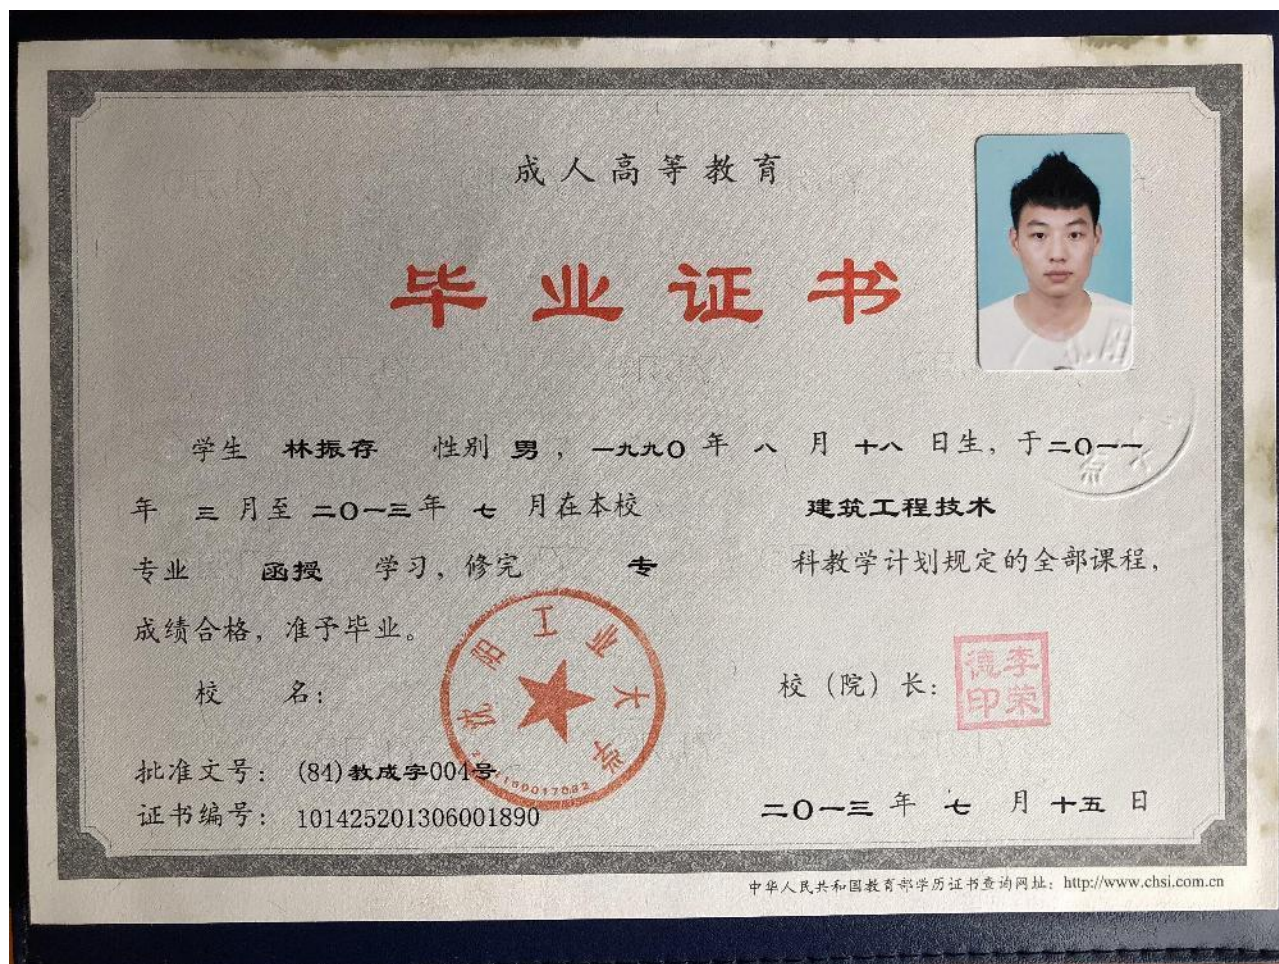 成人高等教育
毕业证书
学生 林振存 性别 男，一九九〇年 八 月 十八 日生，于二〇一一
年 三 月至 二〇一三年 七 月在本校 建筑工程技术
专业 函授 学习，修完 专 科教学计划规定的全部课程，
成绩合格，准予毕业。
校 名： 校（院）长：
沈阳工师大学
李荣德印
批准文号：(84)教成字004号
证书编号：101425201306001890
二〇一三 年 七 月 十五 日
中华人民共和国教育部学历证书查询网址：http://www.chsi.com.cn